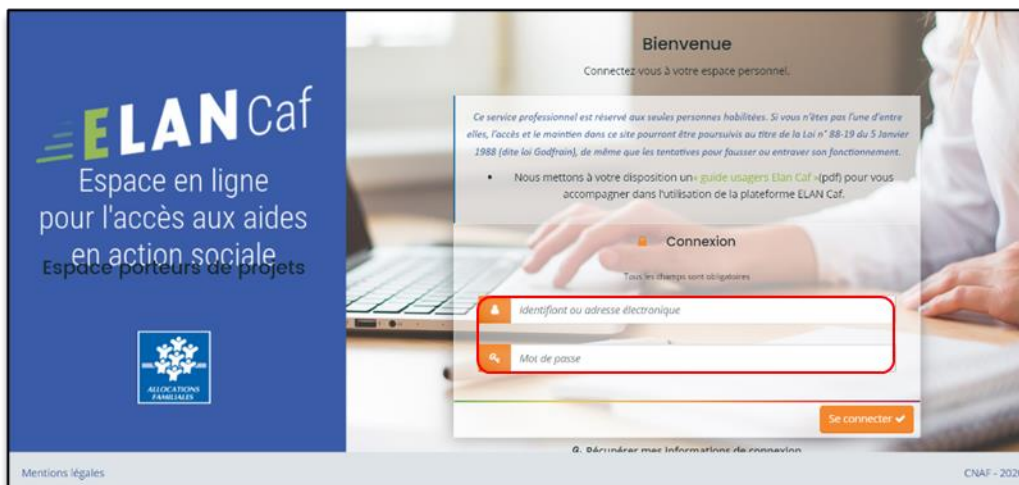 ELAN Caf
Espace en ligne
pour l'accès aux aides
en action sociale
Espace porteurs de projets
ALLOCATIONS
FAMILIALES
Bienvenue
Connectez-vous à votre espace personnel.
Ce service professionnel est réservé aux seules personnes habilitées. Si vous n'êtes pas l'une d'entre
elles, l'accès et le maintien dans ce site pourront être poursuivis au titre de la Loi n° 88-19 du 5 Janvier
1988 (dite loi Godfrain), de même que les tentatives pour fausser ou entraver son fonctionnement.
• Nous mettons à votre disposition un« guide usagers Elan Caf »(pdf) pour vous
accompagner dans l'utilisation de la plateforme ELAN Caf.
Connexion
Tous les champs sont obligatoires
Identifiant ou adresse électronique
Mot de passe
Se connecter
Récupérer mes informations de connexion
Mentions légales
CNAF - 2020